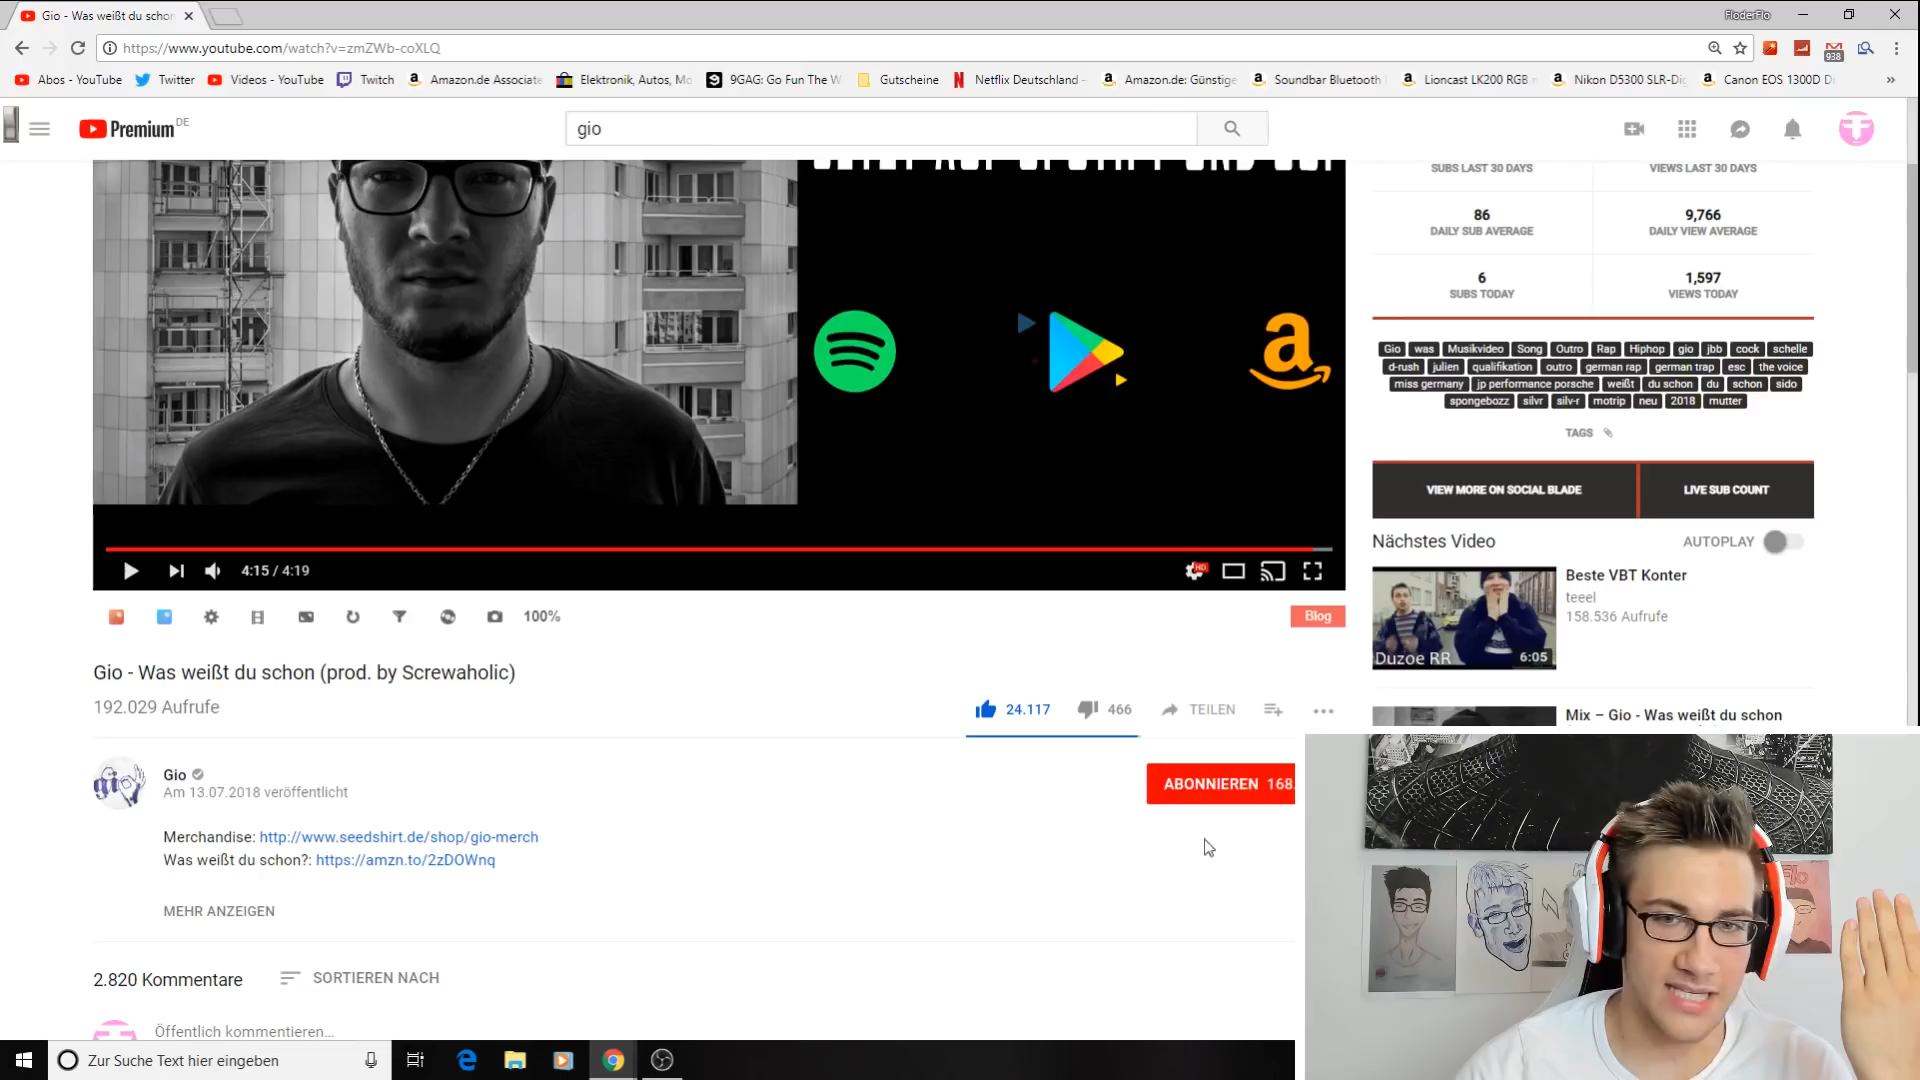 Gio - Was weißt du schon
FloderFlo
https://www.youtube.com/watch?v=zmZWb-coXLQ
938
Abos - YouTube
Twitter
Videos - YouTube
Twitch
Amazon.de Associate
Elektronik, Autos, Mo
9GAG: Go Fun The W
Gutscheine
Netflix Deutschland -
Amazon.de: Günstige
Soundbar Bluetooth
Lioncast LK200 RGB
Nikon D5300 SLR-Dig
Canon EOS 1300D D
»
Premium DE
gio
SUBS LAST 30 DAYS
VIEWS LAST 30 DAYS
86
9,766
DAILY SUB AVERAGE
DAILY VIEW AVERAGE
6
1,597
SUBS TODAY
VIEWS TODAY
Gio was Musikvideo Song Outro Rap Hiphop gio jbb cock schelle
d-rush julien qualifikation outro german rap german trap esc the voice
miss germany jp performance porsche weißt du schon du schon sido
spongebozz silvr silv-r motrip neu 2018 mutter
TAGS
VIEW MORE ON SOCIAL BLADE
LIVE SUB COUNT
Nächstes Video
AUTOPLAY
Beste VBT Konter
teeel
158.536 Aufrufe
Duzoe RR
6:05
Mix – Gio - Was weißt du schon
4:15 / 4:19
HD
100%
Blog
Gio - Was weißt du schon (prod. by Screwaholic)
192.029 Aufrufe
24.117
466
TEILEN
Gio
Am 13.07.2018 veröffentlicht
ABONNIEREN 168.
Merchandise: http://www.seedshirt.de/shop/gio-merch
Was weißt du schon?: https://amzn.to/2zDOWnq
MEHR ANZEIGEN
2.820 Kommentare
SORTIEREN NACH
Öffentlich kommentieren...
Zur Suche Text hier eingeben